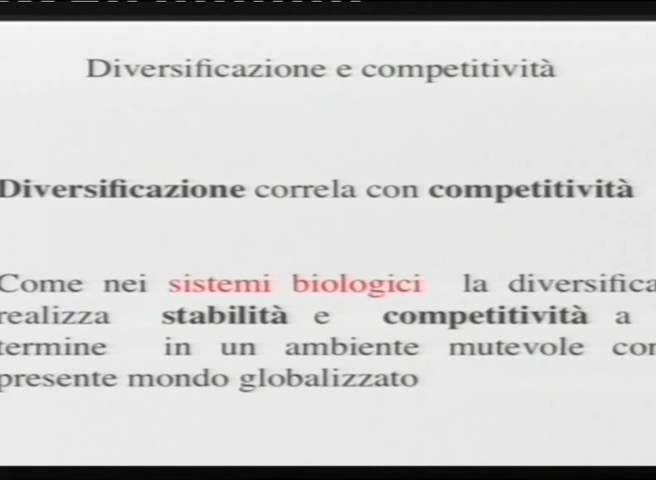 Diversificazione e competitività
Diversificazione correla con competitività
Come nei sistemi biologici la diversifica
realizza stabilità e competitività a
termine in un ambiente mutevole con
presente mondo globalizzato